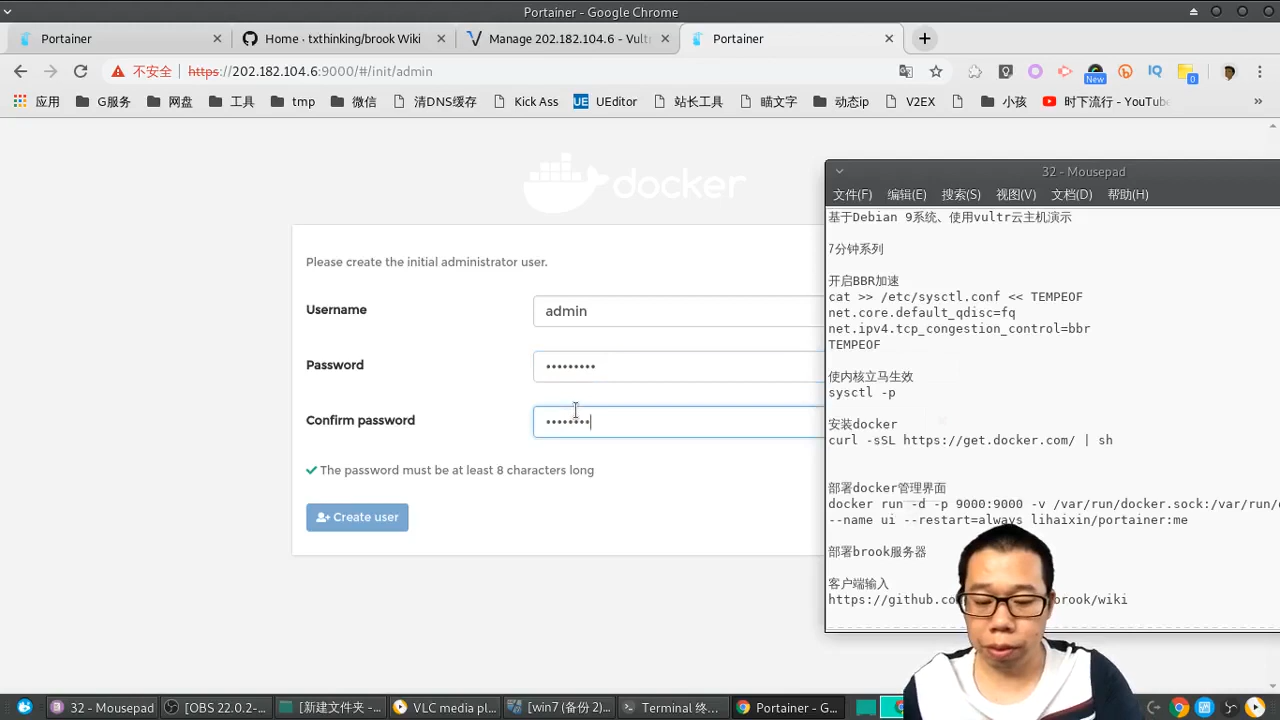 Portainer - Google Chrome
Portainer
Home · txthinking/brook Wiki
Manage 202.182.104.6 - Vultr
Portainer
不安全
https://202.182.104.6:9000/#/init/admin
New
0
应用
G服务
网盘
工具
tmp
微信
清DNS缓存
Kick Ass
UE
UEditor
站长工具
瞄文字
动态ip
V2EX
小孩
时下流行 - YouTube
»
docker
Please create the initial administrator user.
Username
admin
Password
•••••••••
Confirm password
••••••••
The password must be at least 8 characters long
Create user
32 - Mousepad
文件(F)
编辑(E)
搜索(S)
视图(V)
文档(D)
帮助(H)
基于Debian 9系统、使用vultr云主机演示
7分钟系列
开启BBR加速
cat >> /etc/sysctl.conf << TEMPEOF
net.core.default_qdisc=fq
net.ipv4.tcp_congestion_control=bbr
TEMPEOF
使内核立马生效
sysctl -p
安装docker
curl -sSL https://get.docker.com/ | sh
部署docker管理界面
docker run -d -p 9000:9000 -v /var/run/docker.sock:/var/run/
--name ui --restart=always lihaixin/portainer:me
部署brook服务器
客户端输入
https://github.co rook/wiki
32 - Mousepad
[OBS 22.0.2-...
[新建文件夹 -...
VLC media pl...
[win7(备份 2)...
Terminal 终...
Portainer - G...